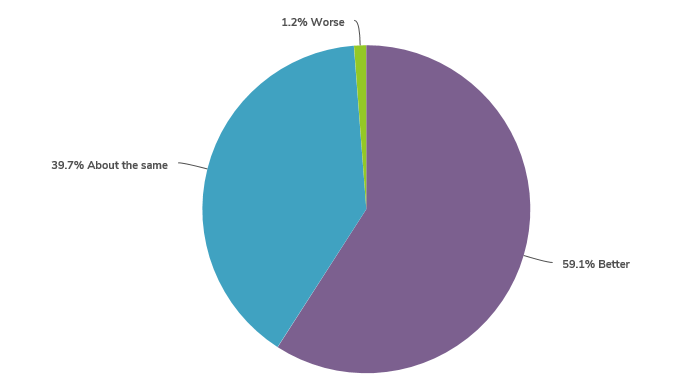 1.2% Worse
39.7% About the same
59.1% Better